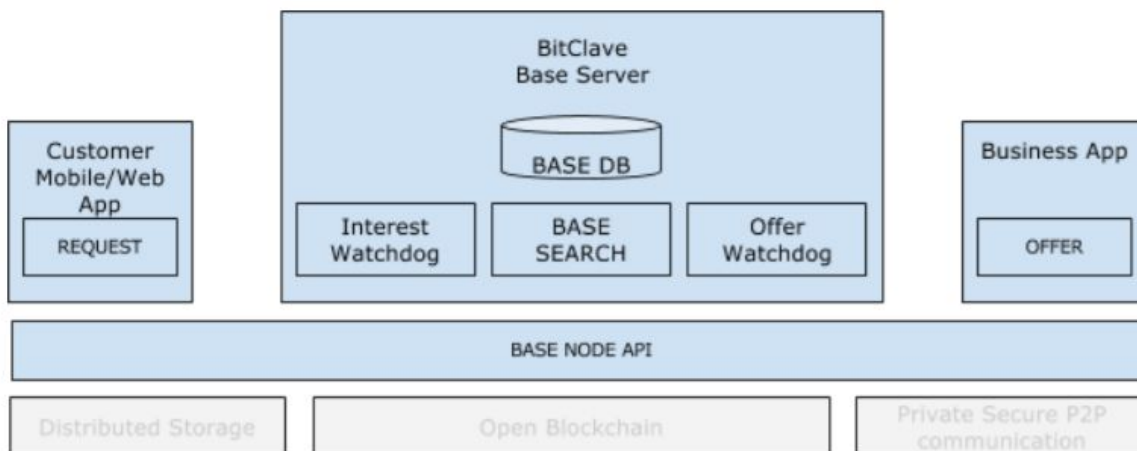 BitClave
Base Server
BASE DB
Customer
Mobile/Web
App
REQUEST
Interest
Watchdog
BASE
SEARCH
Offer
Watchdog
Business App
OFFER
BASE NODE API
Distributed Storage
Open Blockchain
Private Secure P2P
communication